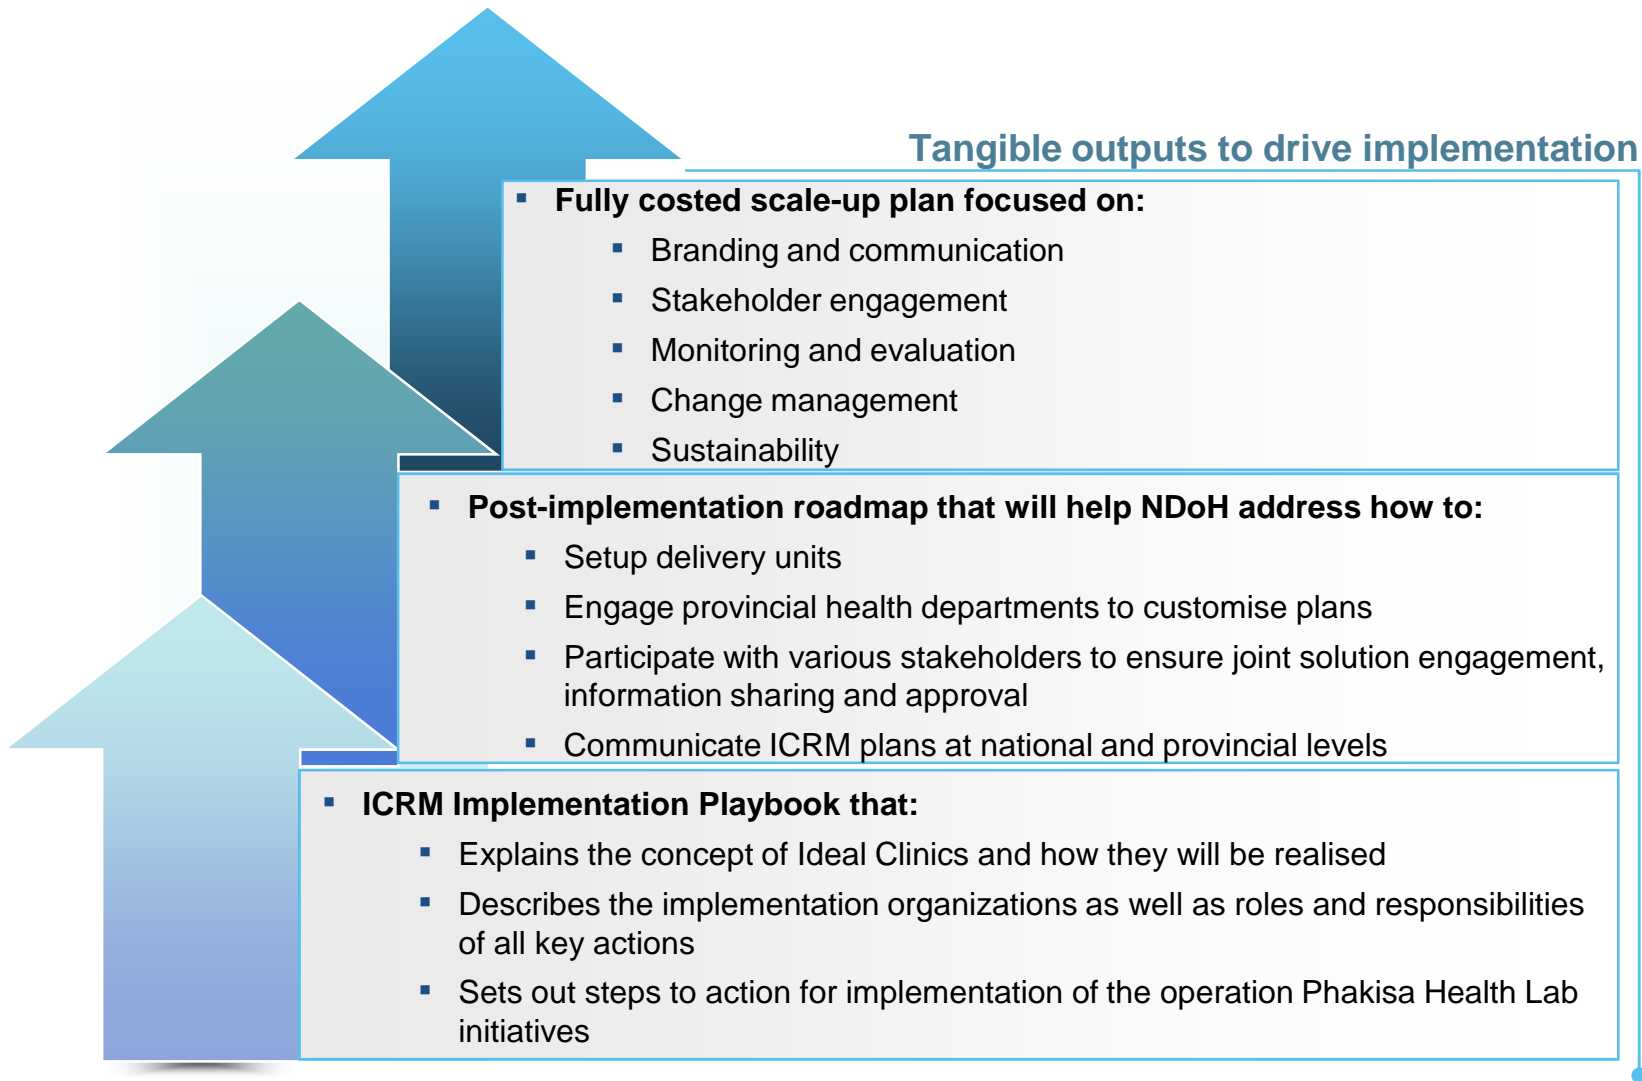 Tangible outputs to drive implementation
▪ Fully costed scale-up plan focused on:
▪ Branding and communication
▪ Stakeholder engagement
▪ Monitoring and evaluation
▪ Change management
▪ Sustainability
▪ Post-implementation roadmap that will help NDoH address how to:
▪ Setup delivery units
▪ Engage provincial health departments to customise plans
▪ Participate with various stakeholders to ensure joint solution engagement,
information sharing and approval
▪ Communicate ICRM plans at national and provincial levels
▪ ICRM Implementation Playbook that:
▪ Explains the concept of Ideal Clinics and how they will be realised
▪ Describes the implementation organizations as well as roles and responsibilities
of all key actions
▪ Sets out steps to action for implementation of the operation Phakisa Health Lab
initiatives